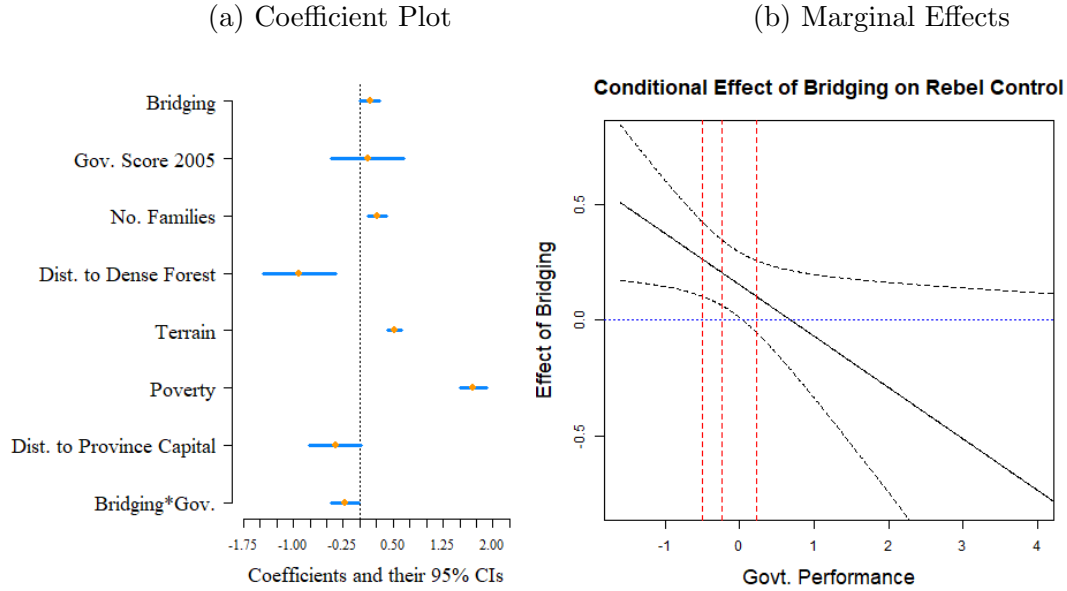 (a) Coefficient Plot
Bridging
Gov. Score 2005
No. Families
Dist. to Dense Forest
Terrain
Poverty
Dist. to Province Capital
Bridging*Gov.
-1.75 -1.00 -0.25 0.50 1.25 2.00
Coefficients and their 95% CIs
(b) Marginal Effects
Conditional Effect of Bridging on Rebel Control
Effect of Bridging
0.5
0.0
-0.5
-1 0 1 2 3 4
Govt. Performance